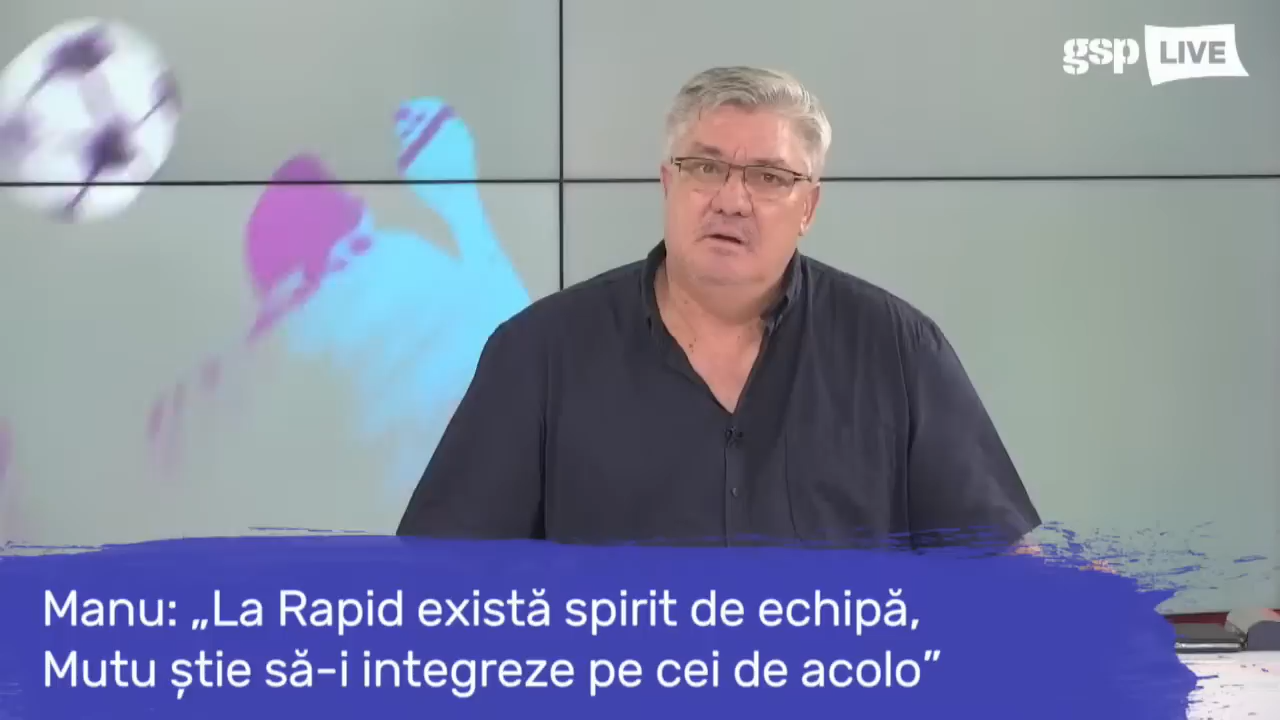 gsp LIVE
Manu: „La Rapid există spirit de echipă,
Mutu știe să-i integreze pe cei de acolo”